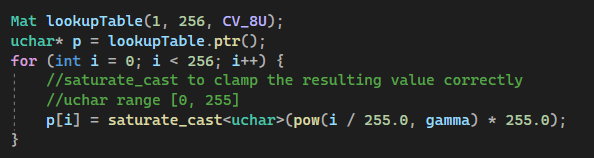 Mat lookupTable(1, 256, CV_8U);
uchar* p = lookupTable.ptr();
for (int i = 0; i < 256; i++) {
    //saturate_cast to clamp the resulting value correctly
    //uchar range [0, 255]
    p[i] = saturate_cast<uchar>(pow(i / 255.0, gamma) * 255.0);
}